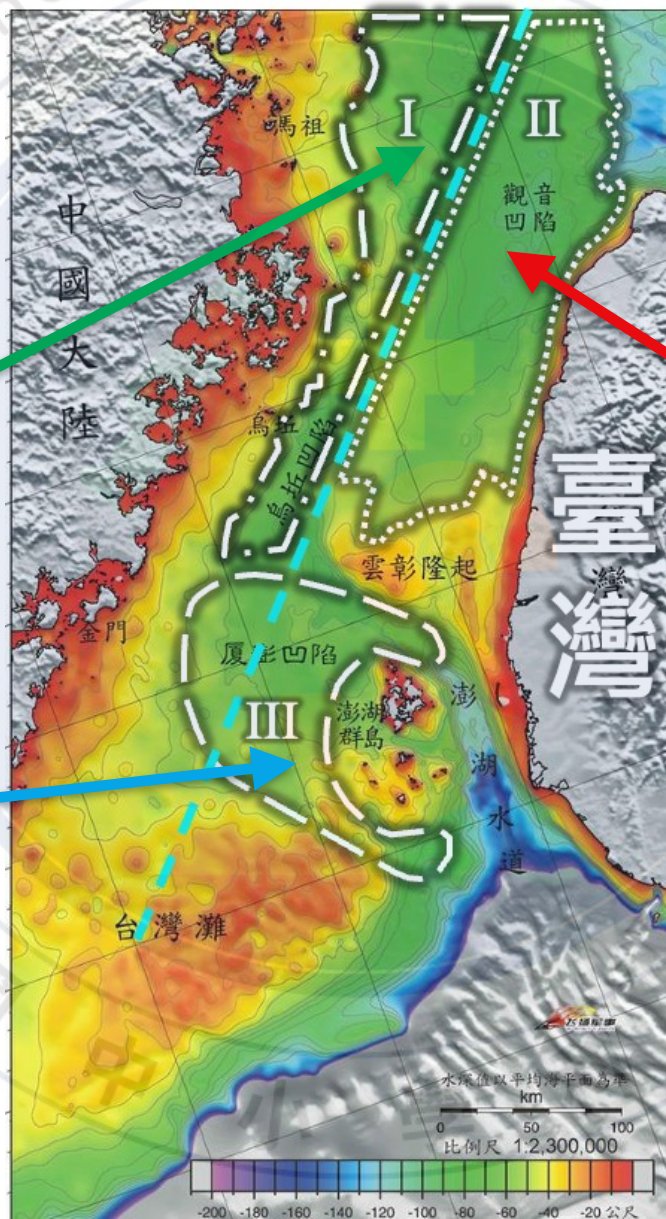 媽祖
I
II
觀音
凹陷
中國大陸
烏坵
烏坵凹陷
臺灣
灣
雲彰隆起
金門
厦澎凹陷
III
澎湖
群島
澎湖水道
台灣灘
水深值以平均海平面為準
km
0 50 100
比例尺 1:2,300,000
-200 -180 -160 -140 -120 -100 -80 -60 -40 -20 公尺